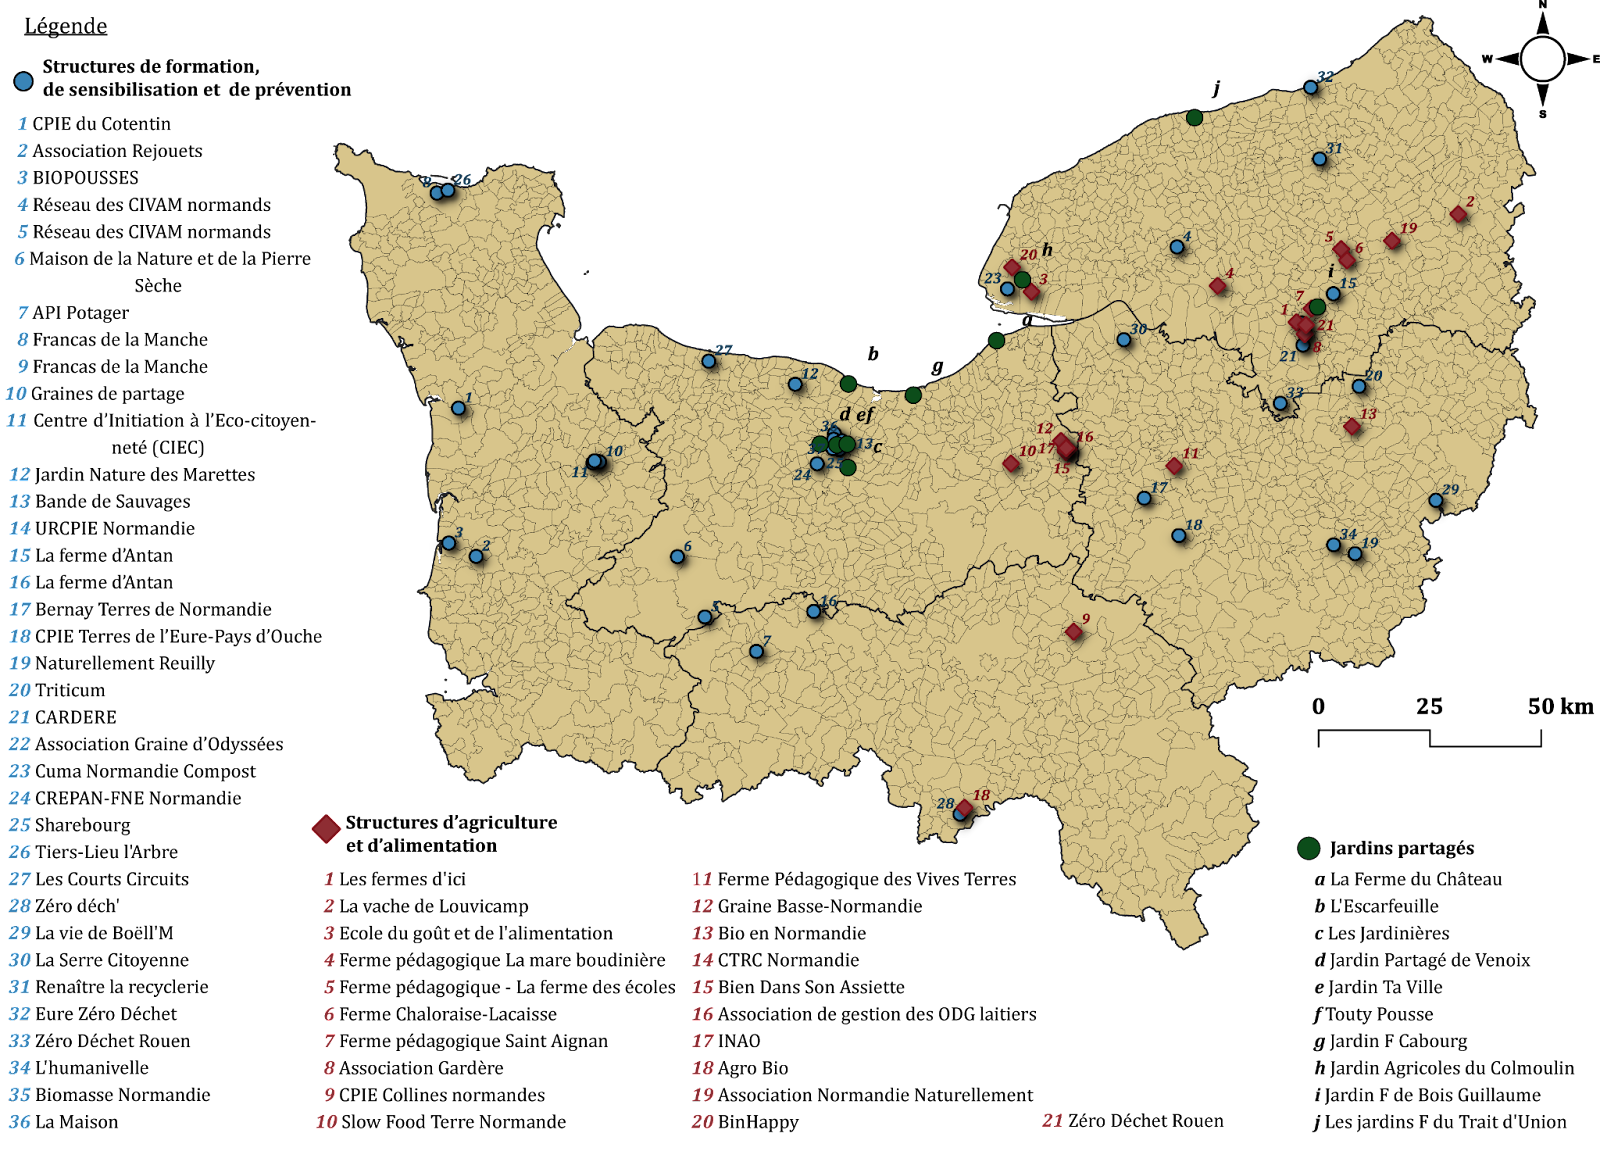 Légende
Structures de formation,
de sensibilisation et de prévention
1 CPIE du Cotentin
2 Association Rejouets
3 BIOPOUSSES
4 Réseau des CIVAM normands
5 Réseau des CIVAM normands
6 Maison de la Nature et de la Pierre
Sèche
7 API Potager
8 Francas de la Manche
9 Francas de la Manche
10 Graines de partage
11 Centre d'Initiation à l'Eco-citoyen-
neté (CIEC)
12 Jardin Nature des Marettes
13 Bande de Sauvages
14 URCPIE Normandie
15 La ferme d'Antan
16 La ferme d'Antan
17 Bernay Terres de Normandie
18 CPIE Terres de l'Eure-Pays d'Ouche
19 Naturellement Reuilly
20 Triticum
21 CARDERE
22 Association Graine d'Odyssées
23 Cuma Normandie Compost
24 CREPAN-FNE Normandie
25 Sharebourg
26 Tiers-Lieu l'Arbre
27 Les Courts Circuits
28 Zéro déch'
29 La vie de Boëll'M
30 La Serre Citoyenne
31 Renaître la recyclerie
32 Eure Zéro Déchet
33 Zéro Déchet Rouen
34 L'humanivelle
35 Biomasse Normandie
36 La Maison
Structures d'agriculture
et d'alimentation
1 Les fermes d'ici
2 La vache de Louvicamp
3 Ecole du goût et de l'alimentation
4 Ferme pédagogique La mare boudinière
5 Ferme pédagogique - La ferme des écoles
6 Ferme Chaloraise-Lacaisse
7 Ferme pédagogique Saint Aignan
8 Association Gardère
9 CPIE Collines normandes
10 Slow Food Terre Normande
11 Ferme Pédagogique des Vives Terres
12 Graine Basse-Normandie
13 Bio en Normandie
14 CTRC Normandie
15 Bien Dans Son Assiette
16 Association de gestion des ODG laitiers
17 INAO
18 Agro Bio
19 Association Normandie Naturellement
20 BinHappy
21 Zéro Déchet Rouen
Jardins partagés
a La Ferme du Château
b L'Escarfeuille
c Les Jardinières
d Jardin Partagé de Venoix
e Jardin Ta Ville
f Touty Pousse
g Jardin F Cabourg
h Jardin Agricoles du Colmoulin
i Jardin F de Bois Guillaume
j Les jardins F du Trait d'Union
N
W E
S
0 25 50 km
j
32
31
8 26
2
19
5
6
4
h
20
23
3
4
i
15
7
1
21
21
8
a
30
b
g
27
12
20
33
13
1
d ef
36
13
c
24
25
10
11
12
16
17
15
10
11
17
29
18
34
19
3
2
6
5
16
7
9
28
18